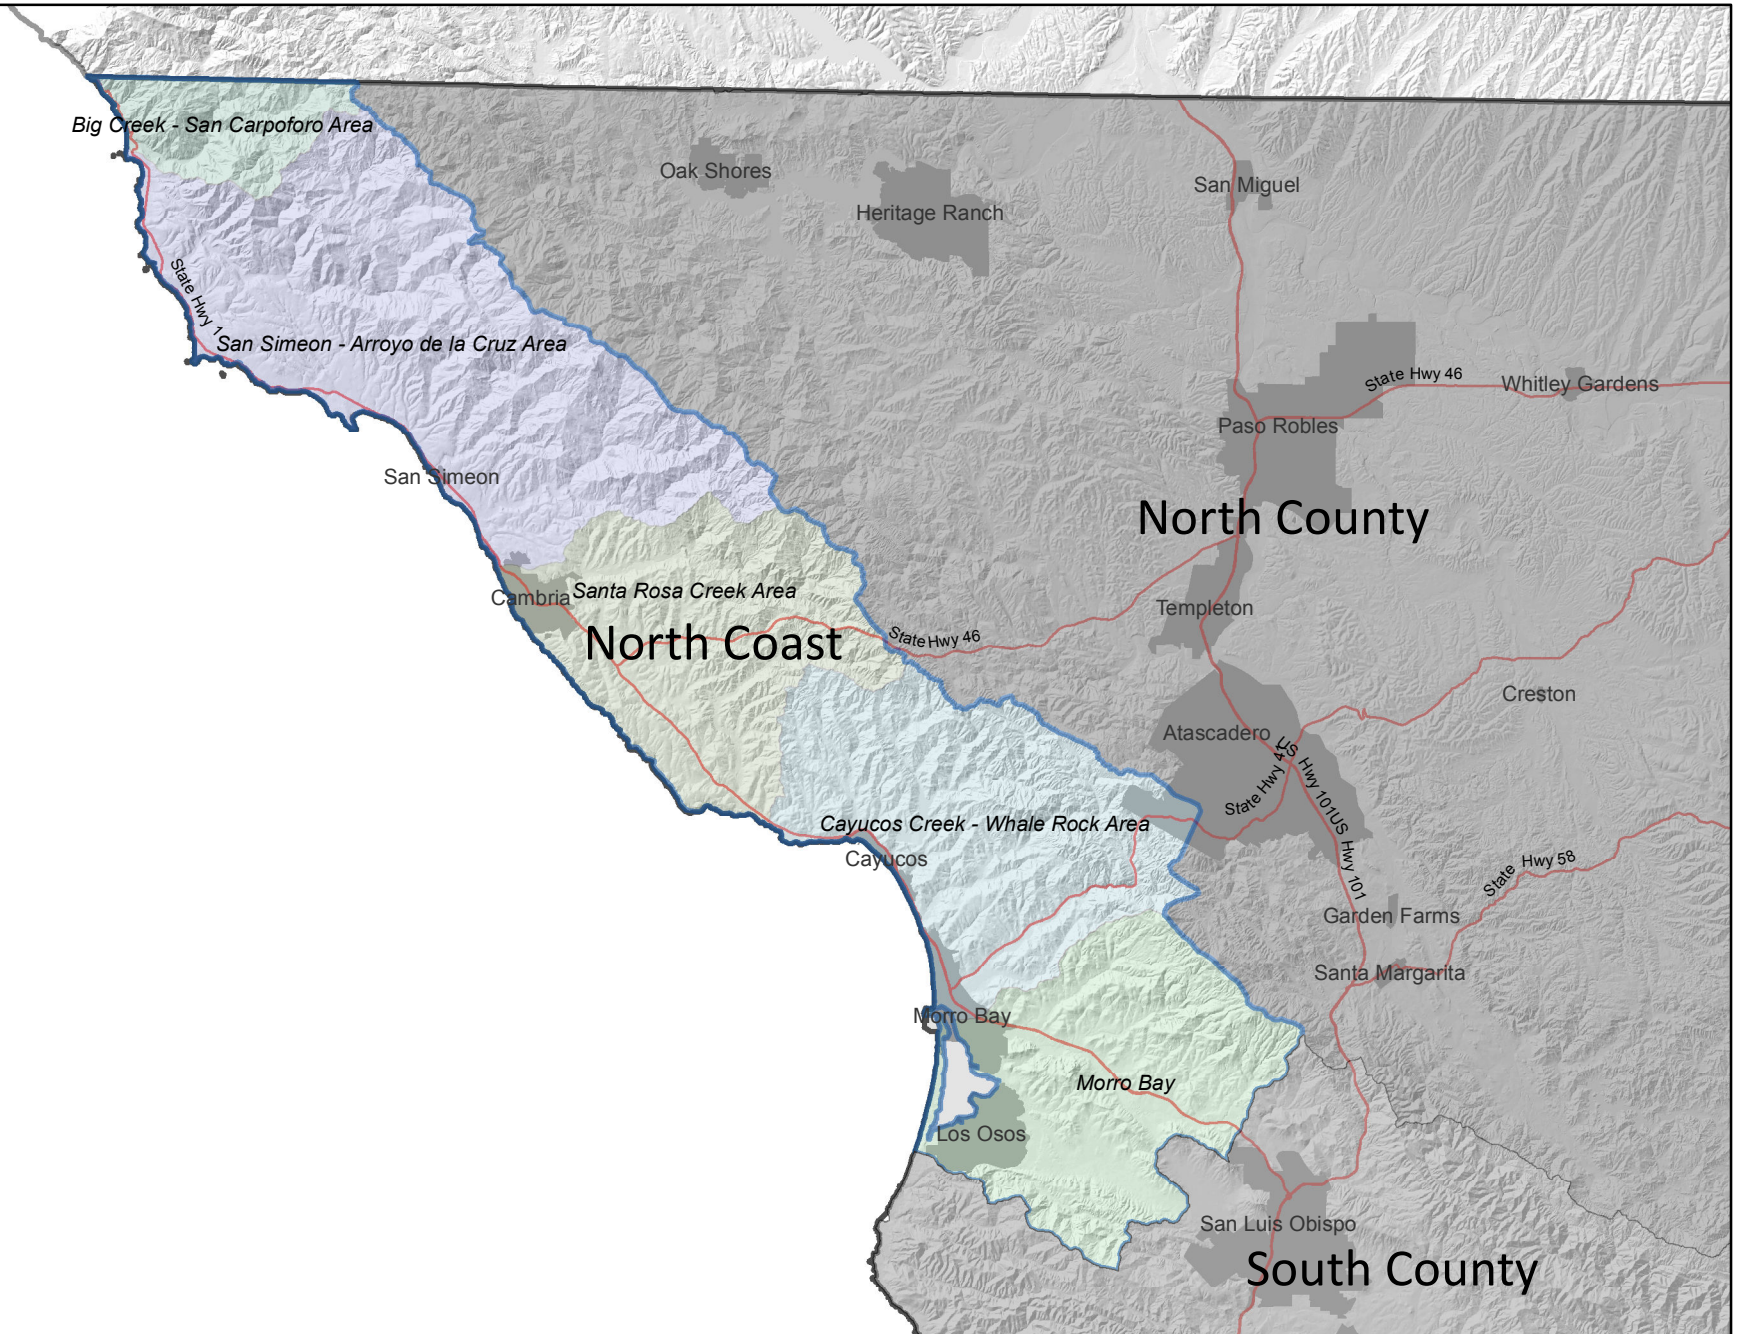 Big Creek - San Carpoforo Area
Oak Shores
San Miguel
Heritage Ranch
State Hwy 1
San Simeon - Arroyo de la Cruz Area
State Hwy 46
Whitley Gardens
Paso Robles
San Simeon
North County
Santa Rosa Creek Area
Cambria
Templeton
North Coast
State Hwy 46
Creston
Atascadero
US Hwy 101
State Hwy 41
US Hwy 101
Cayucos Creek - Whale Rock Area
Cayucos
State Hwy 58
Garden Farms
Santa Margarita
Morro Bay
Morro Bay
Los Osos
San Luis Obispo
South County